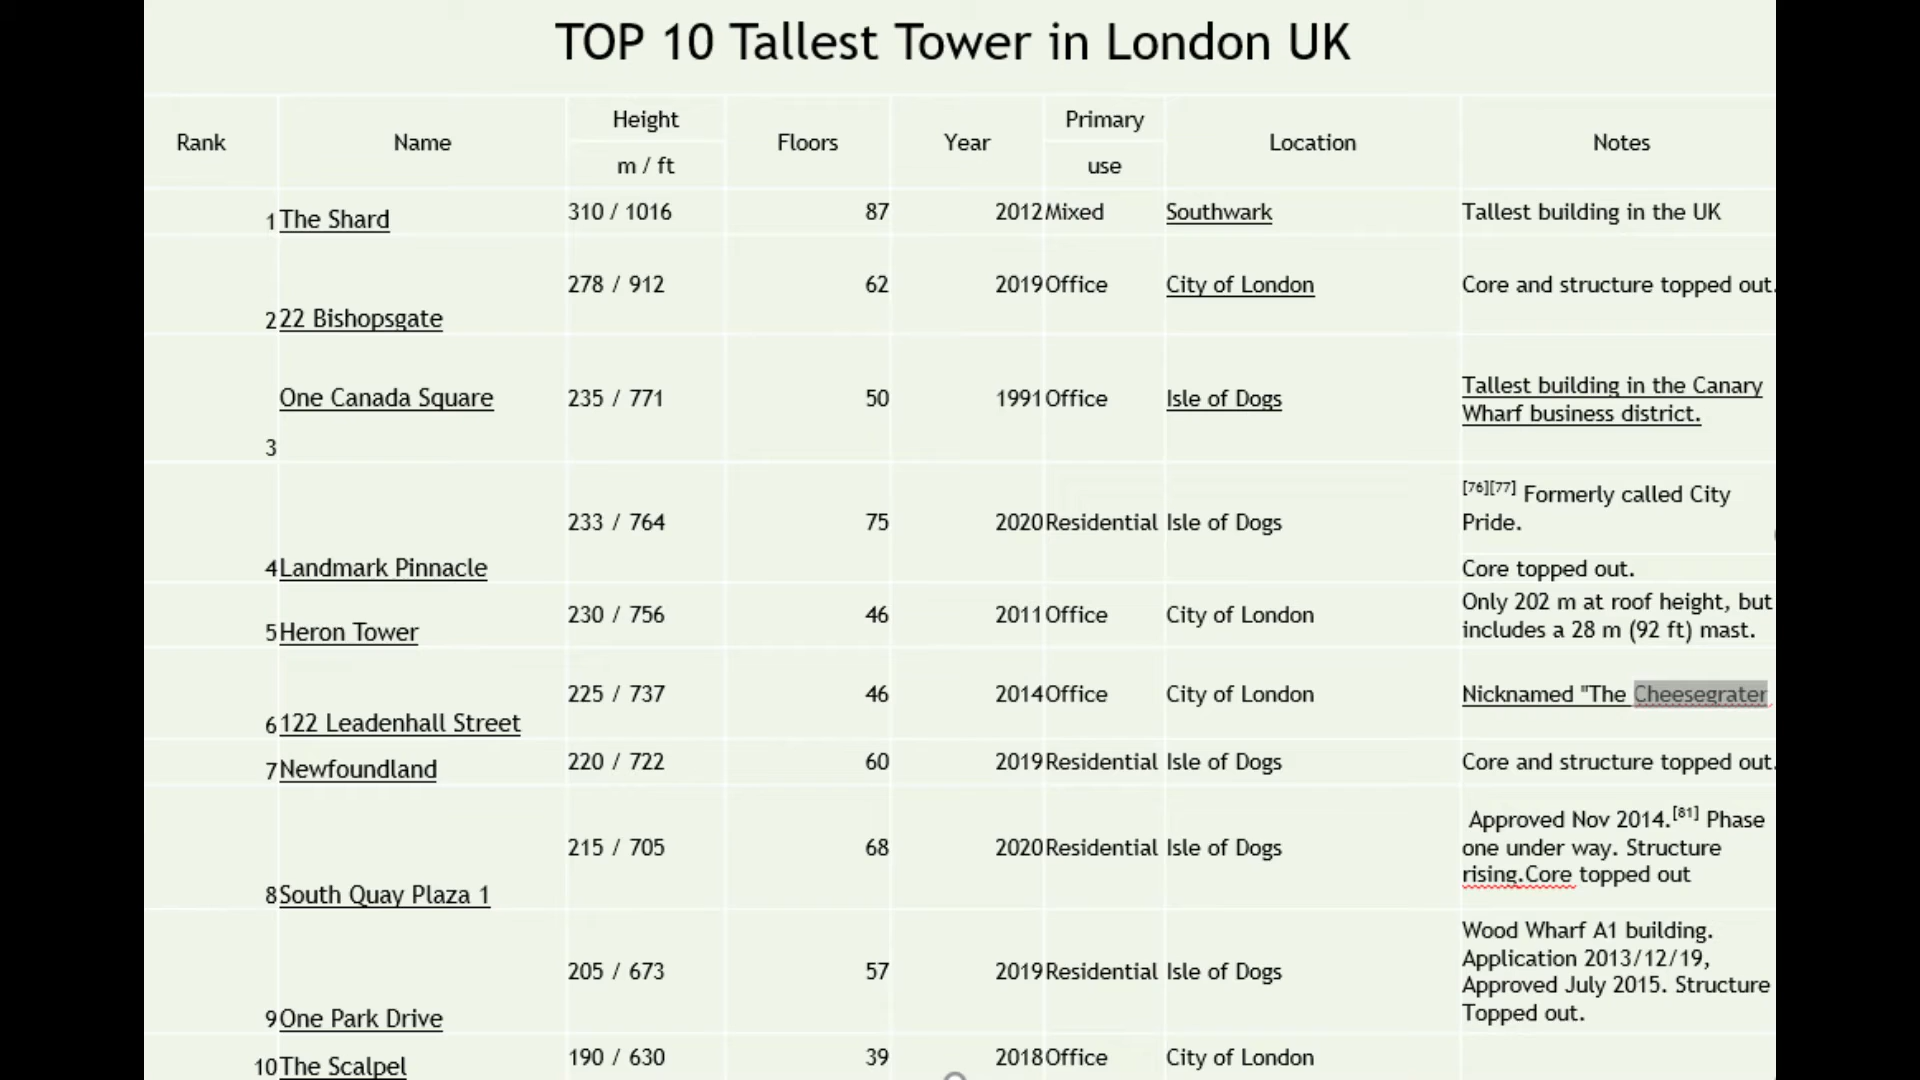 TOP 10 Tallest Tower in London UK
Rank Name Height m / ft Floors Year Primary use Location Notes
1 The Shard 310 / 1016 87 2012 Mixed Southwark Tallest building in the UK
2 22 Bishopsgate 278 / 912 62 2019 Office City of London Core and structure topped out.
3 One Canada Square 235 / 771 50 1991 Office Isle of Dogs Tallest building in the Canary
Wharf business district.
4 Landmark Pinnacle 233 / 764 75 2020 Residential Isle of Dogs [76][77] Formerly called City
Pride.
Core topped out.
5 Heron Tower 230 / 756 46 2011 Office City of London Only 202 m at roof height, but
includes a 28 m (92 ft) mast.
6 122 Leadenhall Street 225 / 737 46 2014 Office City of London Nicknamed "The Cheesegrater
7 Newfoundland 220 / 722 60 2019 Residential Isle of Dogs Core and structure topped out.
8 South Quay Plaza 1 215 / 705 68 2020 Residential Isle of Dogs Approved Nov 2014.[81] Phase
one under way. Structure
rising.Core topped out
9 One Park Drive 205 / 673 57 2019 Residential Isle of Dogs Wood Wharf A1 building.
Application 2013/12/19,
Approved July 2015. Structure
Topped out.
10 The Scalpel 190 / 630 39 2018 Office City of London